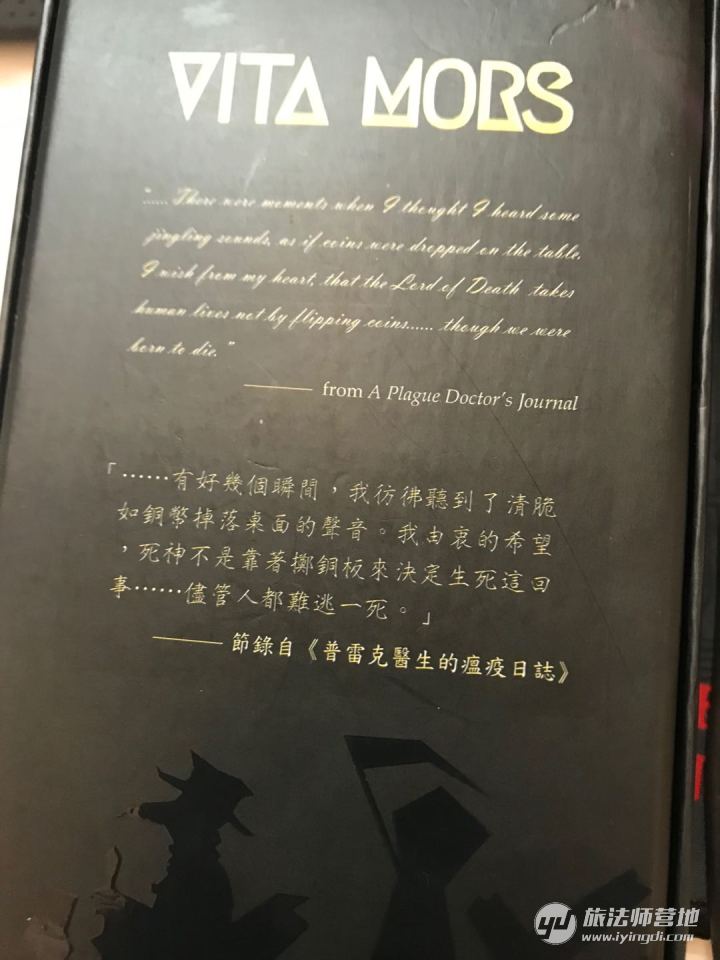 VITA MORS
"...... There were moments when I thought I heard some
jingling sounds, as if coins were dropped on the table.
I wish from my heart, that the Lord of Death takes
human lives not by flipping coins...... though we were
born to die."
—— from A Plague Doctor's Journal
「⋯⋯有好幾個瞬間，我彷彿聽到了清脆
如銅幣掉落桌面的聲音。我由衷的希望
，死神不是靠著擲銅板來決定生死這回
事⋯⋯儘管人都難逃一死。」
——節錄自《普雷克醫生的瘟疫日誌》
旅法师营地
www.iyingdi.com